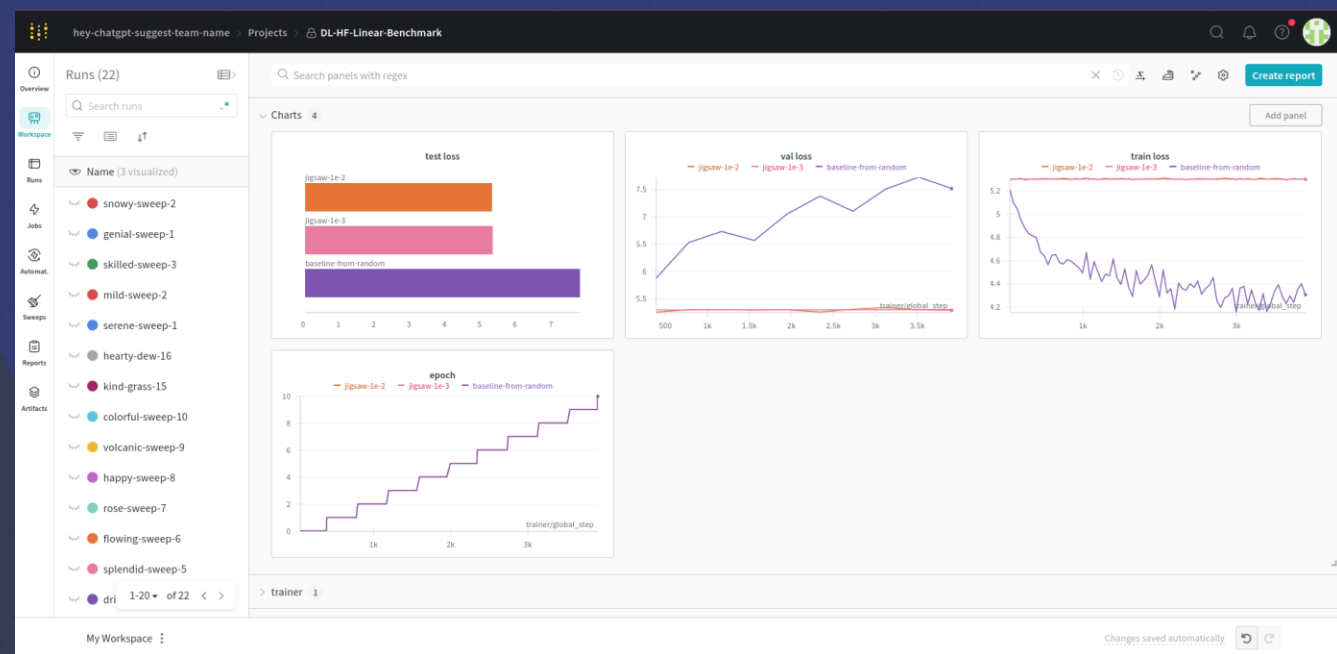 hey-chatgpt-suggest-team-name > Projects > DL-HF-Linear-Benchmark
Overview
Workspace
Runs
Jobs
Automat.
Sweeps
Reports
Artifacts
Runs (22)
Search runs
.*
Name (3 visualized)
snowy-sweep-2
genial-sweep-1
skilled-sweep-3
mild-sweep-2
serene-sweep-1
hearty-dew-16
kind-grass-15
colorful-sweep-10
volcanic-sweep-9
happy-sweep-8
rose-sweep-7
flowing-sweep-6
splendid-sweep-5
dri
1-20 of 22 < >
Search panels with regex
Create report
Charts 4
Add panel
test loss
jigsaw-1e-2
jigsaw-1e-3
baseline-from-random
0 1 2 3 4 5 6 7
val loss
jigsaw-1e-2 jigsaw-1e-3 baseline-from-random
7.5
7
6.5
6
5.5
trainer/global_step
500 1k 1.5k 2k 2.5k 3k 3.5k
train loss
jigsaw-1e-2 jigsaw-1e-3 baseline-from-random
5.2
5
4.8
4.6
4.4
4.2
trainer/global_step
1k 2k 3k
epoch
jigsaw-1e-2 jigsaw-1e-3 baseline-from-random
10
8
6
4
2
0
trainer/global_step
1k 2k 3k
trainer 1
My Workspace
Changes saved automatically